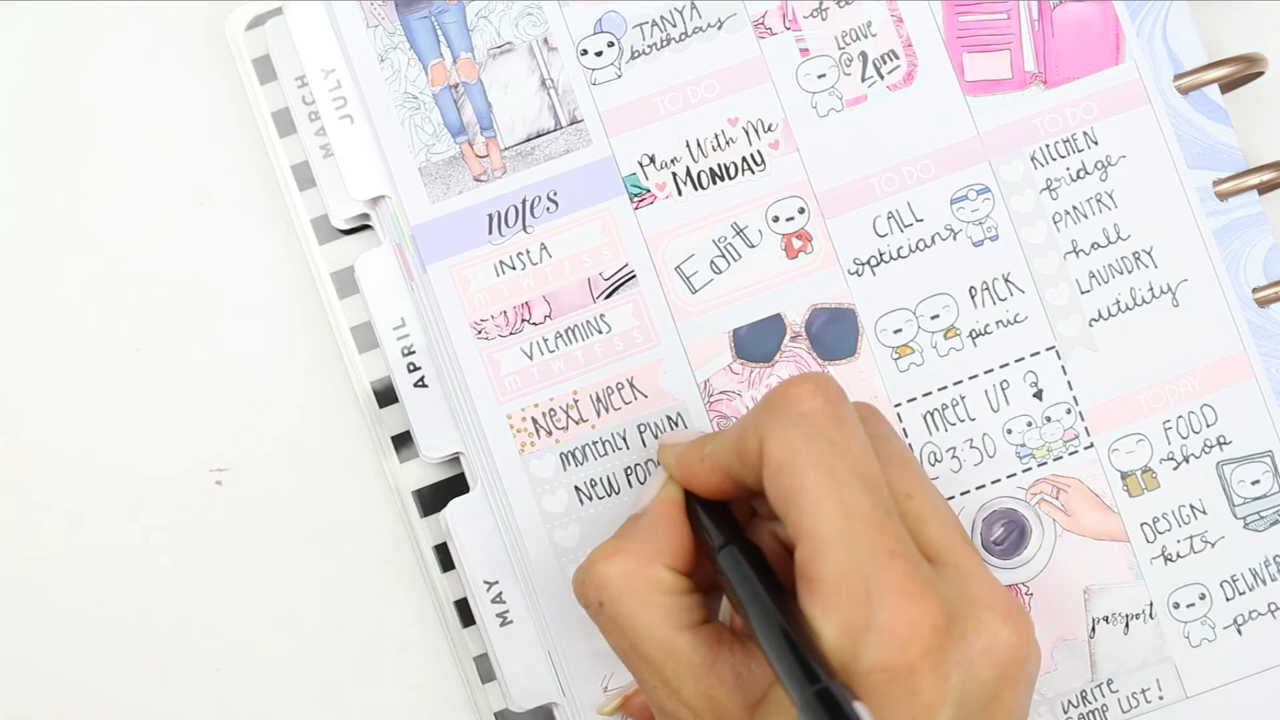 MARCH
JULY
APRIL
MAY
notes
INSTA
M T W T F S S
VITAMINS
M T W T F S S
NEXT WEEK
MONTHLY PWM
NEW
TANYA
birthday
TO DO
Plan With Me
MONDAY
Edit
LEAVE
@ 2pm
TO DO
CALL
opticians
PACK
picnic
MEET UP
@3:30
passport
WRITE
LIST!
TO DO
KITCHEN
fridge
PANTRY
hall
LAUNDRY
utility
TODAY
FOOD
shop
DESIGN
kits